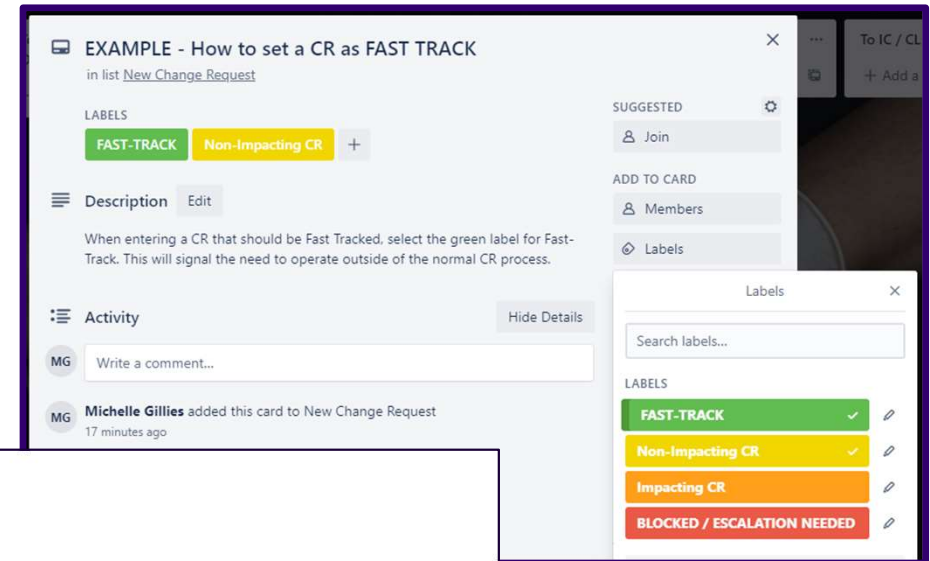 EXAMPLE - How to set a CR as FAST TRACK
in list New Change Request
LABELS
FAST-TRACK
Non-Impacting CR
+
Description
Edit
When entering a CR that should be Fast Tracked, select the green label for Fast-
Track. This will signal the need to operate outside of the normal CR process.
Activity
Hide Details
MG
Write a comment...
MG
Michelle Gillies added this card to New Change Request
17 minutes ago
SUGGESTED
Join
ADD TO CARD
Members
Labels
Labels
Search labels...
LABELS
FAST-TRACK
Non-Impacting CR
Impacting CR
BLOCKED / ESCALATION NEEDED
To IC / CL
+ Add a